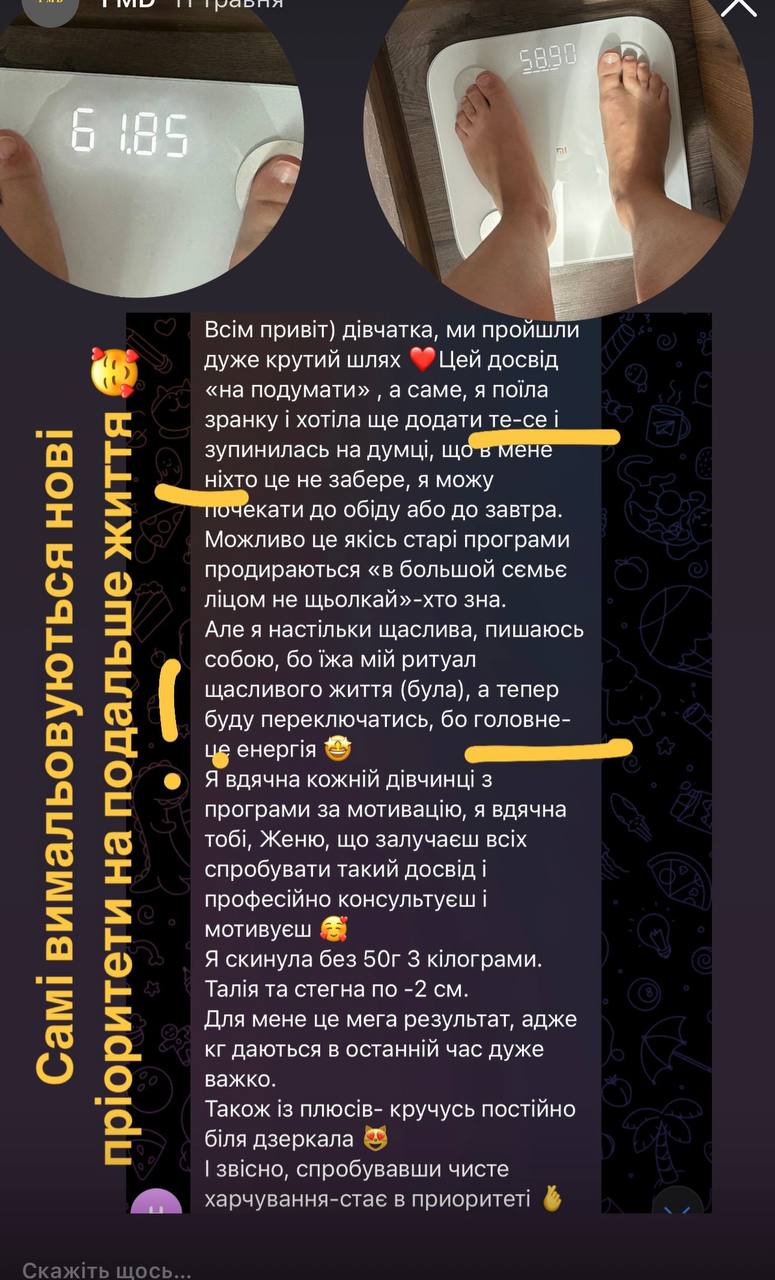 FMD 11 травня
61.85
58.90
mi
Всім привіт) дівчатка, ми пройшли
дуже крутий шлях ❤️Цей досвід
«на подумати» , а саме, я поїла
зранку і хотіла ще додати те-се і
зупинилась на думці, що в мене
ніхто це не забере, я можу
почекати до обіду або до завтра.
Можливо це якісь старі програми
продираються «в большой сємьє
ліцом не щьолкай»-хто зна.
Але я настільки щаслива, пишаюсь
собою, бо їжа мій ритуал
щасливого життя (була), а тепер
буду переключатись, бо головне-
це енергія 🤩
Я вдячна кожній дівчинці з
програми за мотивацію, я вдячна
тобі, Женю, що залучаєш всіх
спробувати такий досвід і
професійно консультуєш і
мотивуєш 🥰
Я скинула без 50г 3 кілограми.
Талія та стегна по -2 см.
Для мене це мега результат, адже
кг даються в останній час дуже
важко.
Також із плюсів- кручусь постійно
біля дзеркала 😻
І звісно, спробувавши чисте
харчування-стає в приоритеті 🫰
Самі вимальовуються нові
пріоритети на подальше життя 🥰
Скажіть щось...